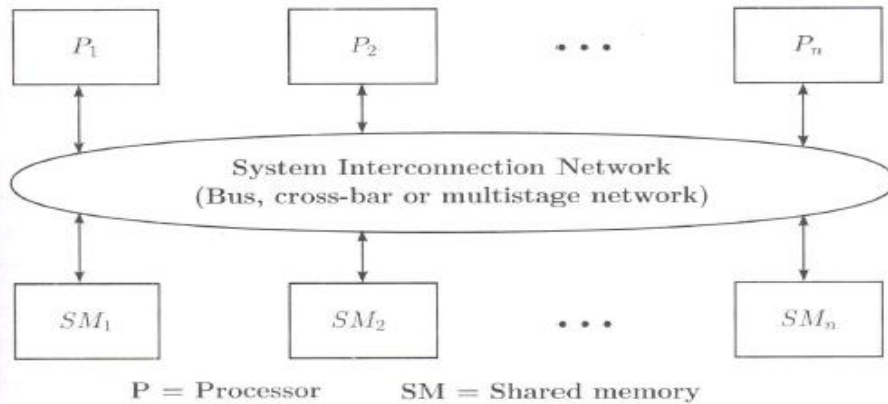 P₁ P₂ • • • Pₙ
System Interconnection Network
(Bus, cross-bar or multistage network)
SM₁ SM₂ • • • SMₙ
P = Processor SM = Shared memory